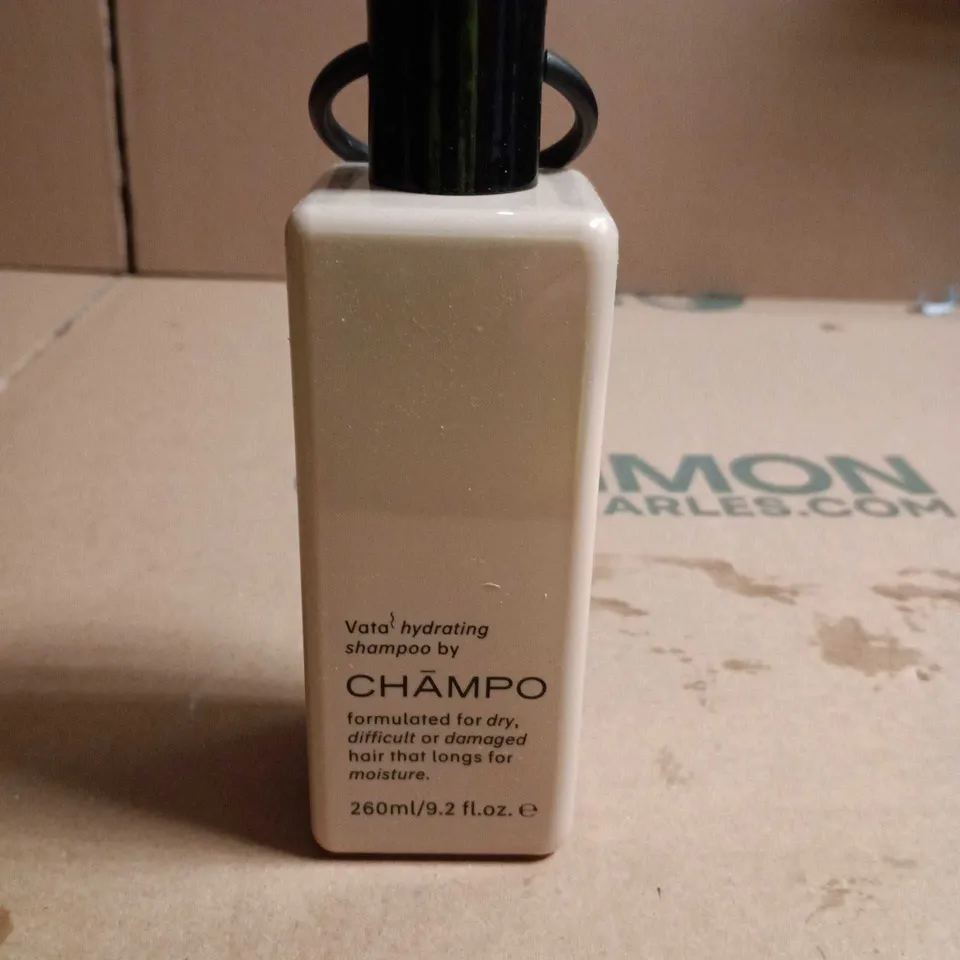 Vata hydrating
shampoo by
CHĀMPO
formulated for dry,
difficult or damaged
hair that longs for
moisture.
260ml/9.2 fl.oz. ℮
MON
ARLES.COM